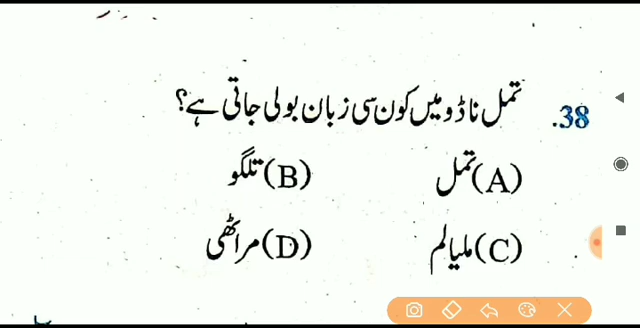 38. تمل ناڈو میں کون سی زبان بولی جاتی ہے؟
(A) تمل (B) تلگو
(C) ملیالم (D) مراٹھی